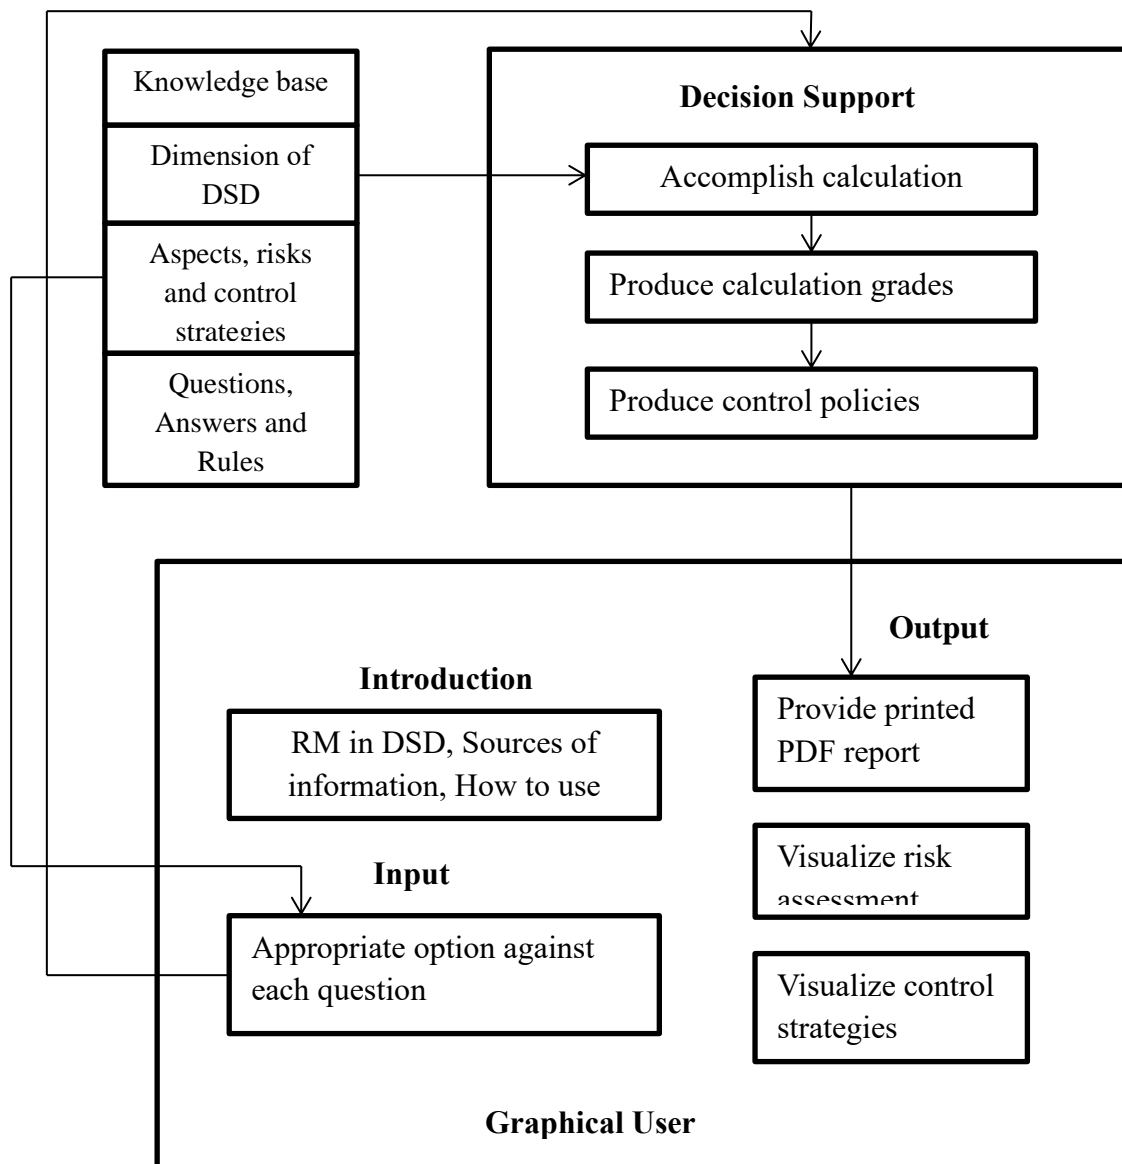 Knowledge base
Dimension of
DSD
Aspects, risks
and control
strategies
Questions,
Answers and
Rules
Decision Support
Accomplish calculation
Produce calculation grades
Produce control policies
Output
Introduction
RM in DSD, Sources of
information, How to use
Provide printed
PDF report
Input
Visualize risk
assessment
Appropriate option against
each question
Visualize control
strategies
Graphical User